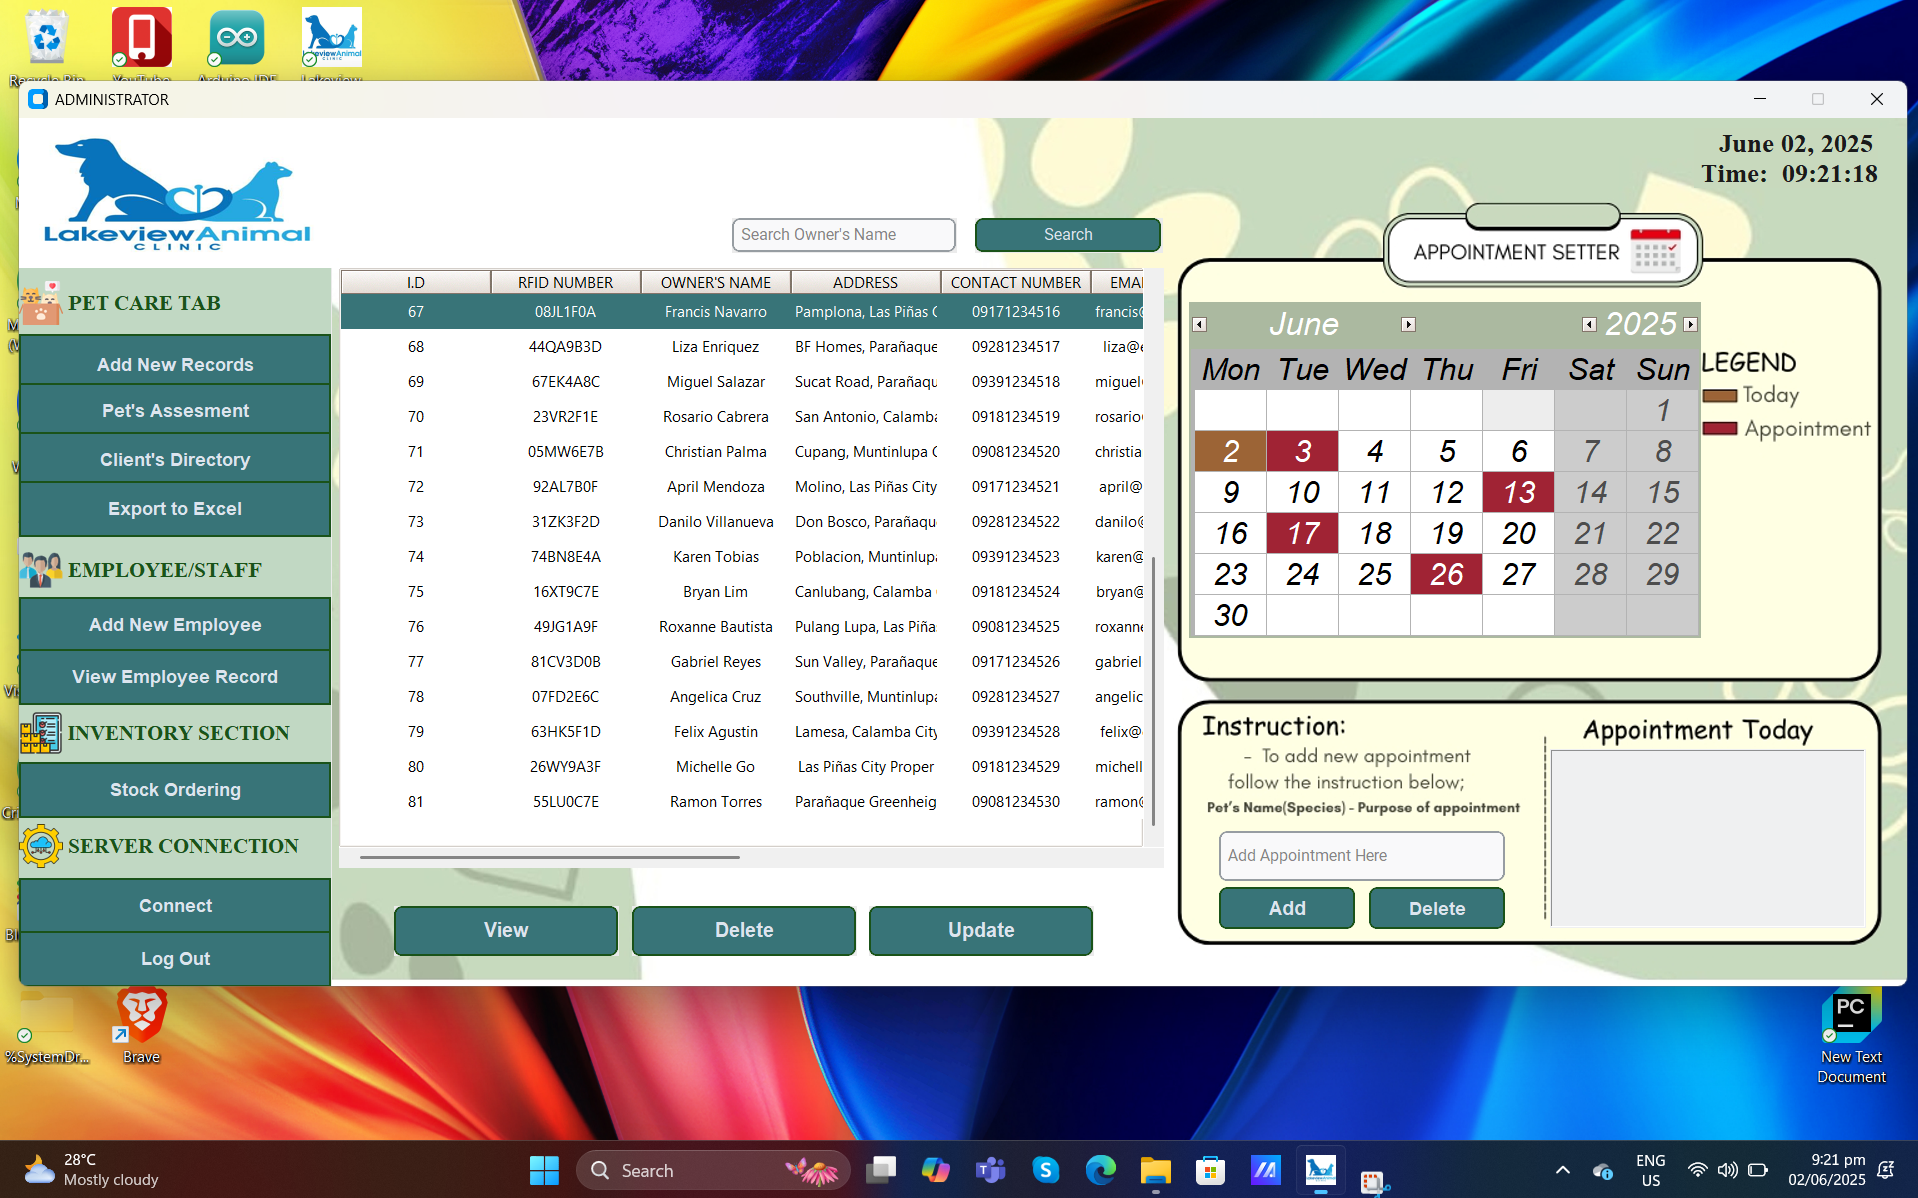 Recycle Bin
YouTube
Arduino IDE
Lakeview
ADMINISTRATOR
LakeviewAnimal
CLINIC
June 02, 2025
Time: 09:21:18
Search Owner's Name
Search
APPOINTMENT SETTER
PET CARE TAB
Add New Records
Pet's Assesment
Client's Directory
Export to Excel
EMPLOYEE/STAFF
Add New Employee
View Employee Record
INVENTORY SECTION
Stock Ordering
SERVER CONNECTION
Connect
Log Out
I.D RFID NUMBER OWNER'S NAME ADDRESS CONTACT NUMBER EMAI
67 08JL1F0A Francis Navarro Pamplona, Las Piñas C 09171234516 francis@
68 44QA9B3D Liza Enriquez BF Homes, Parañaque 09281234517 liza@e
69 67EK4A8C Miguel Salazar Sucat Road, Parañaqu 09391234518 miguel@
70 23VR2F1E Rosario Cabrera San Antonio, Calamba 09181234519 rosario@
71 05MW6E7B Christian Palma Cupang, Muntinlupa C 09081234520 christia
72 92AL7B0F April Mendoza Molino, Las Piñas City 09171234521 april@
73 31ZK3F2D Danilo Villanueva Don Bosco, Parañaqu 09281234522 danilo@
74 74BN8E4A Karen Tobias Poblacion, Muntinlupa 09391234523 karen@
75 16XT9C7E Bryan Lim Canlubang, Calamba 09181234524 bryan@
76 49JG1A9F Roxanne Bautista Pulang Lupa, Las Piña 09081234525 roxanne
77 81CV3D0B Gabriel Reyes Sun Valley, Parañaque 09171234526 gabriel
78 07FD2E6C Angelica Cruz Southville, Muntinlupa 09281234527 angelic
79 63HK5F1D Felix Agustin Lamesa, Calamba City 09391234528 felix@
80 26WY9A3F Michelle Go Las Piñas City Proper 09181234529 michell
81 55LU0C7E Ramon Torres Parañaque Greenheig 09081234530 ramon@
View
Delete
Update
June 2025
Mon Tue Wed Thu Fri Sat Sun
1
2 3 4 5 6 7 8
9 10 11 12 13 14 15
16 17 18 19 20 21 22
23 24 25 26 27 28 29
30
LEGEND
Today
Appointment
Instruction:
- To add new appointment
follow the instruction below;
Pet's Name(Species) - Purpose of appointment
Add Appointment Here
Add
Delete
Appointment Today
%SystemDr...
Brave
PC
New Text
Document
28°C
Mostly cloudy
Search
ENG
US
9:21 pm
02/06/2025